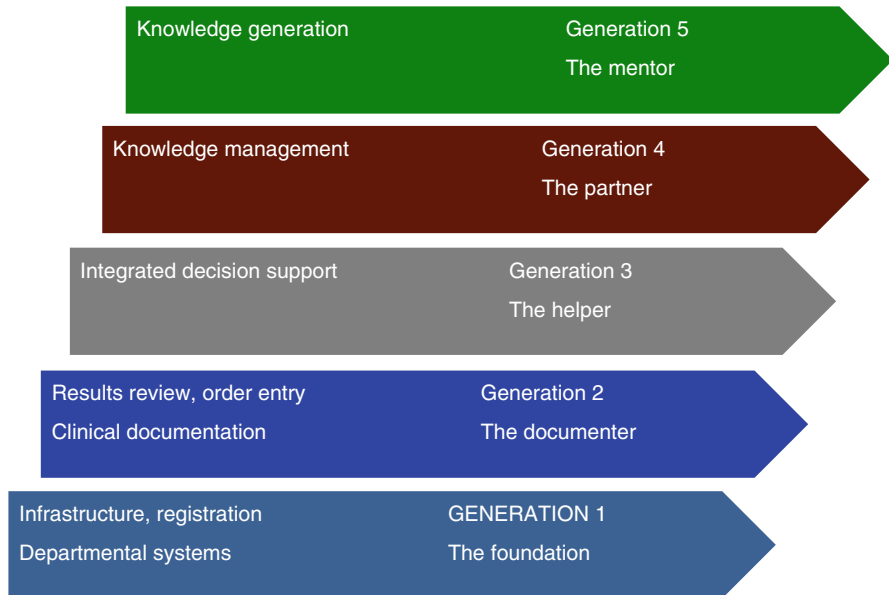 Knowledge generation Generation 5
The mentor
Knowledge management Generation 4
The partner
Integrated decision support Generation 3
The helper
Results review, order entry Generation 2
Clinical documentation The documenter
Infrastructure, registration GENERATION 1
Departmental systems The foundation